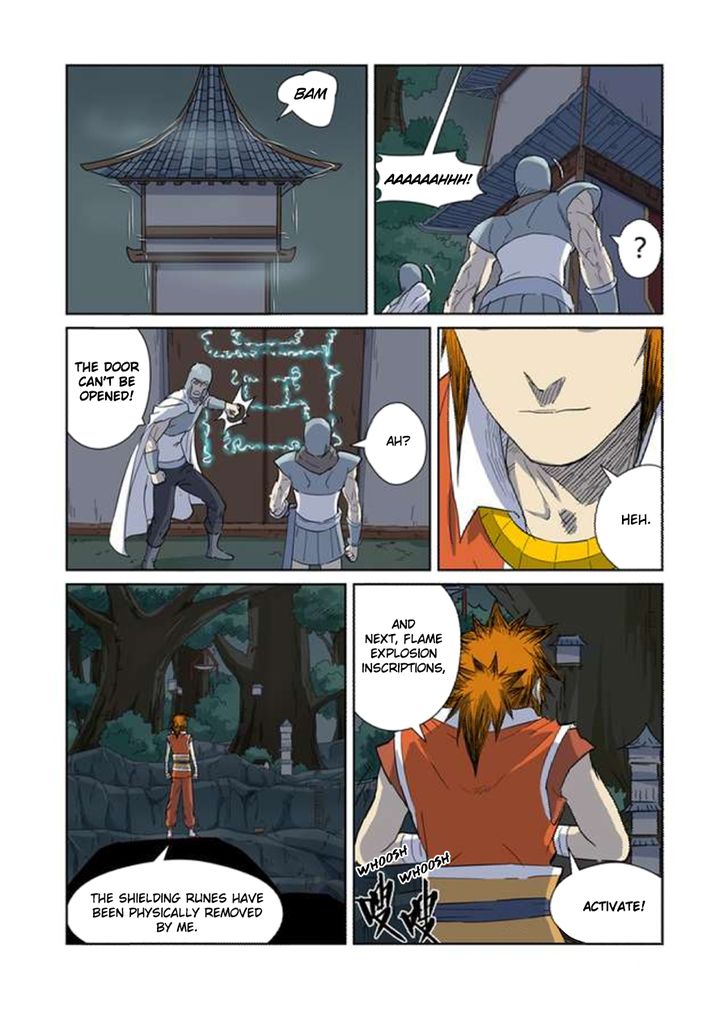 BAM
AAAAAAHHH!
?
THE DOOR
CAN'T BE
OPENED!
AH?
HEH.
THE SHIELDING RUNES HAVE
BEEN PHYSICALLY REMOVED
BY ME.
AND
NEXT, FLAME
EXPLOSION
INSCRIPTIONS,
WHOOSH
WHOOSH
嗖嗖
ACTIVATE!